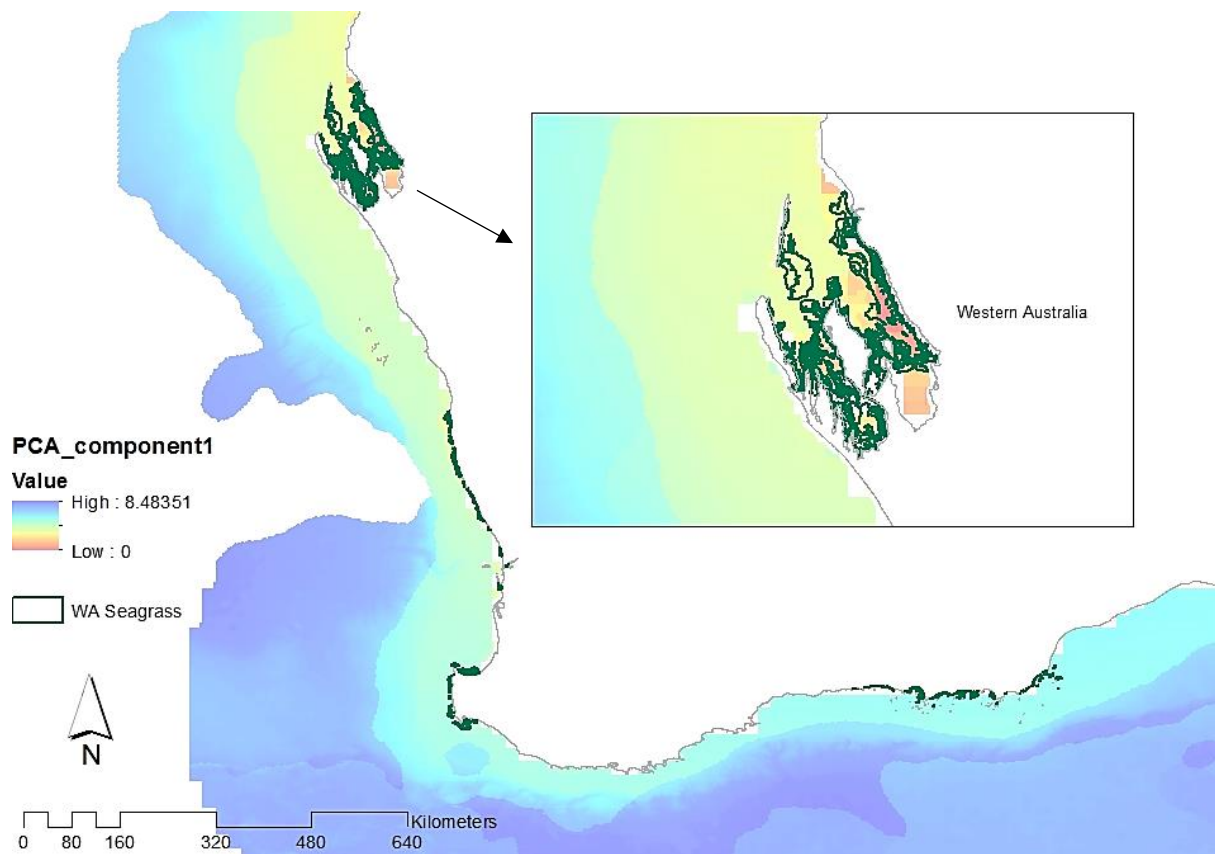 Western Australia
PCA_component1
Value
High : 8.48351
Low : 0
WA Seagrass
N
Kilometers
0 80 160 320 480 640